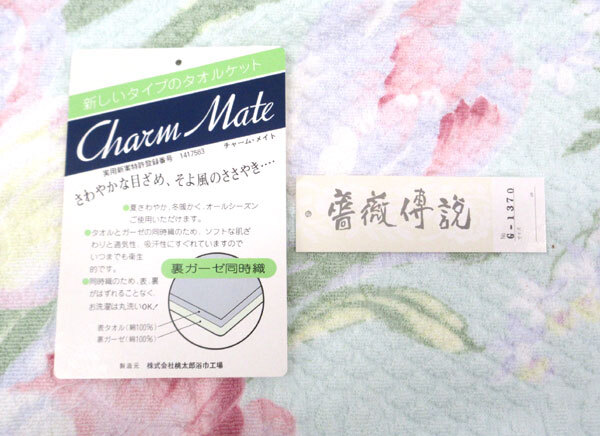 新しいタイプのタオルケット
Charm Mate
チャーム・メイト
実用新案特許登録番号 1417583
さわやかな目ざめ、そよ風のささやき‥‥
●夏さわやか、冬暖かく、オールシーズン
ご使用いただけます。
●タオルとガーゼの同時織のため、ソフトな肌ざ
わりと通気性、吸汗性にすぐれていますので
いつまでも衛生
的です。
●同時織のため、表、裏
がはずれることなく、
お洗濯は丸洗いOK!
裏ガーゼ同時織
表タオル(綿100%)
裏ガーゼ(綿100%)
製造元 株式会社桃太郎浴巾工場
薔薇傳説
No.
6-1370